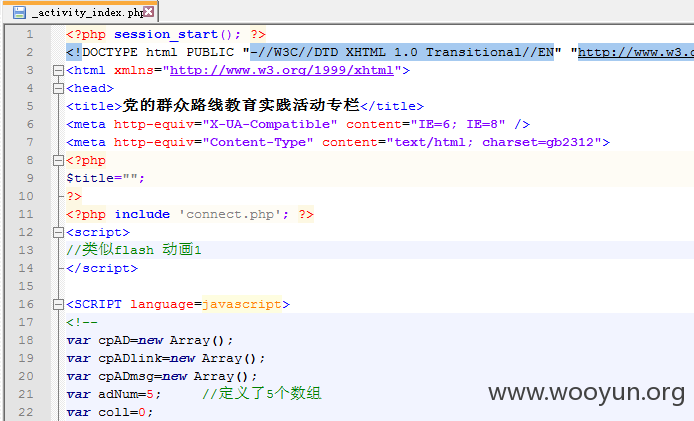 _activity_index.php
1 <?php session_start(); ?>
2 <!DOCTYPE html PUBLIC "-//W3C//DTD XHTML 1.0 Transitional//EN" "http://www.w3.o
3 <html xmlns="http://www.w3.org/1999/xhtml">
4 <head>
5 <title>党的群众路线教育实践活动专栏</title>
6 <meta http-equiv="X-UA-Compatible" content="IE=6; IE=8" />
7 <meta http-equiv="Content-Type" content="text/html; charset=gb2312">
8 <?php
9 $title="";
10 ?>
11 <?php include 'connect.php'; ?>
12 <script>
13 //类似flash 动画1
14 </script>
15
16 <SCRIPT language=javascript>
17 <!--
18 var cpAD=new Array();
19 var cpADlink=new Array();
20 var cpADmsg=new Array();
21 var adNum=5; //定义了5个数组
22 var coll=0;
www.wooyun.org